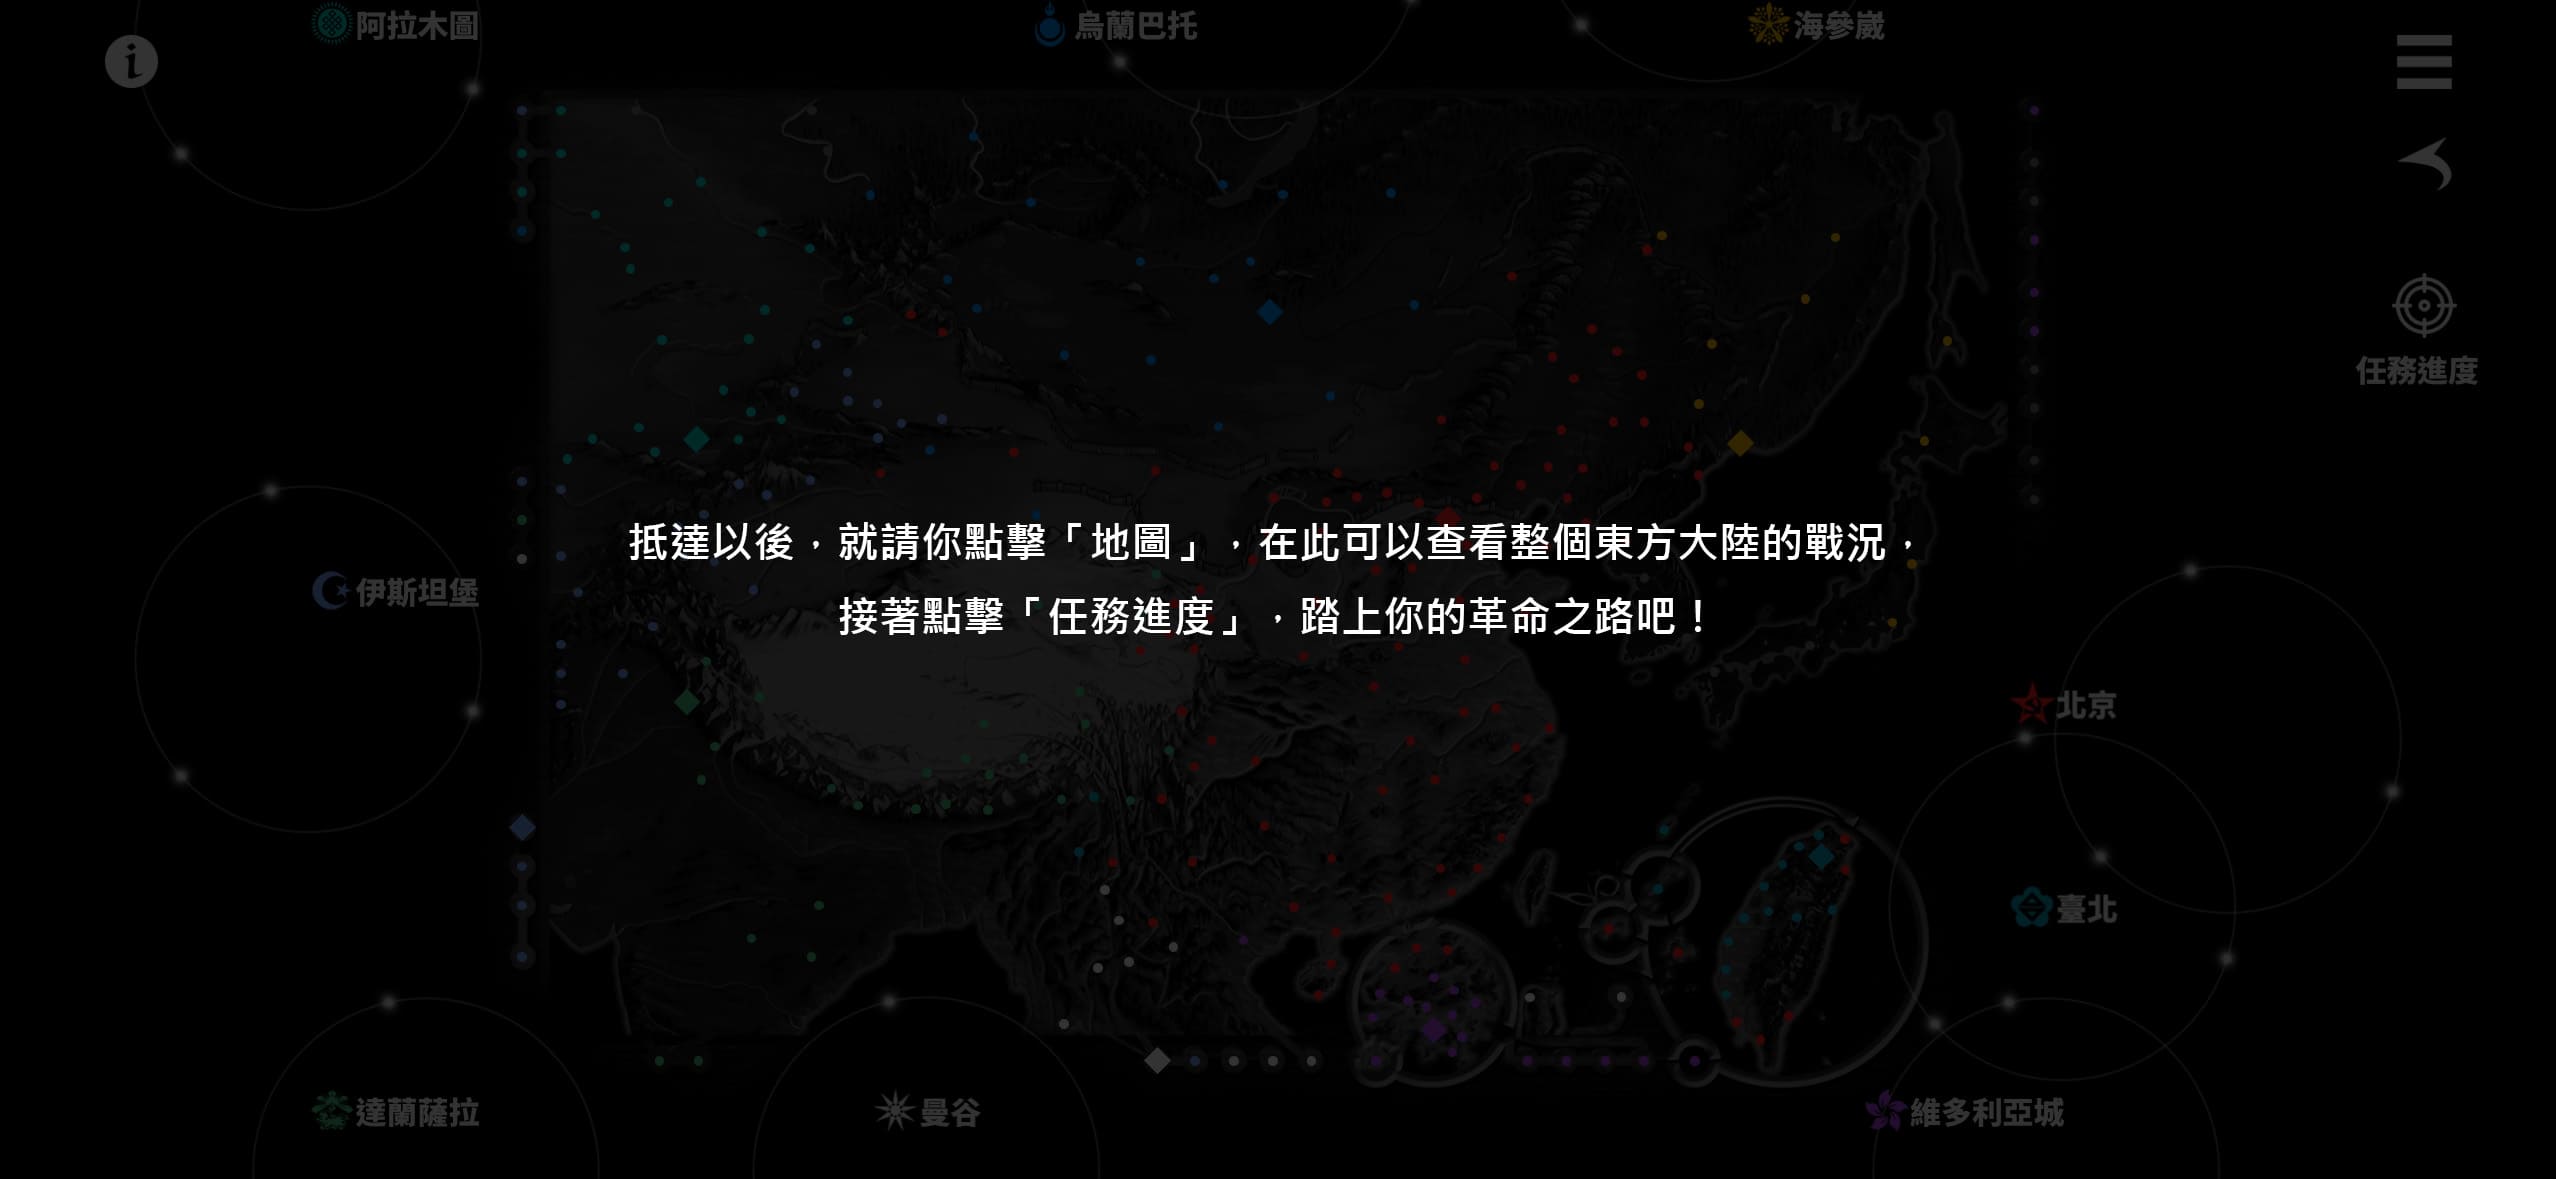 阿拉木圖
烏蘭巴托
海參崴
任務進度
抵達以後，就請你點擊「地圖」，在此可以查看整個東方大陸的戰況，
接著點擊「任務進度」，踏上你的革命之路吧！
伊斯坦堡
北京
臺北
達蘭薩拉
曼谷
維多利亞城